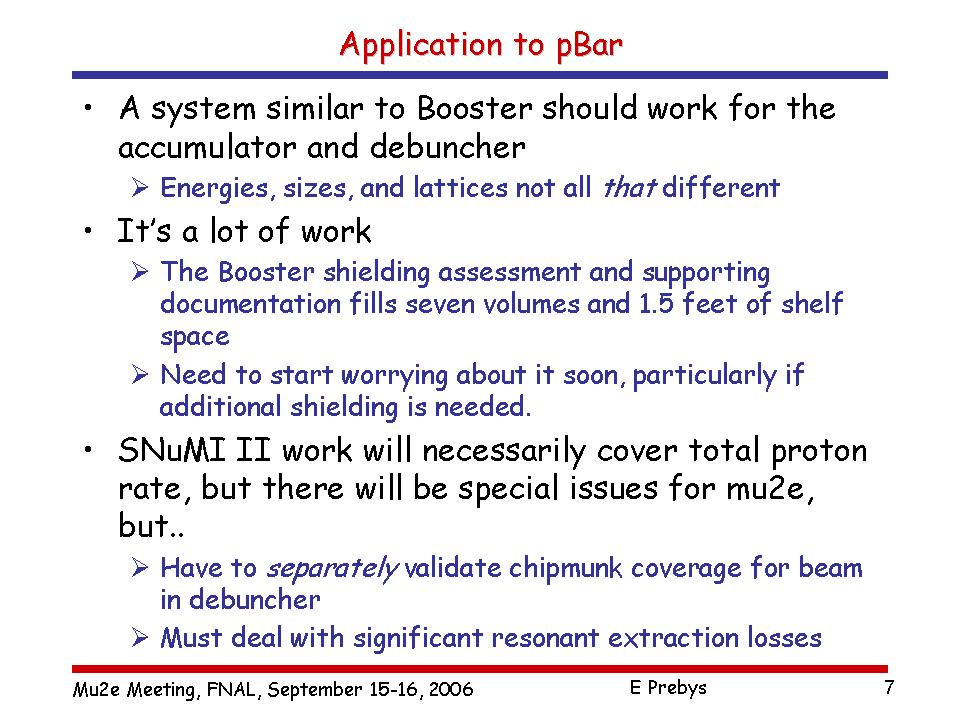 Application to pBar
• A system similar to Booster should work for the
accumulator and debuncher
➢ Energies, sizes, and lattices not all that different
• It's a lot of work
➢ The Booster shielding assessment and supporting
documentation fills seven volumes and 1.5 feet of shelf
space
➢ Need to start worrying about it soon, particularly if
additional shielding is needed.
• SNuMI II work will necessarily cover total proton
rate, but there will be special issues for mu2e,
but..
➢ Have to separately validate chipmunk coverage for beam
in debuncher
➢ Must deal with significant resonant extraction losses
Mu2e Meeting, FNAL, September 15-16, 2006 E Prebys 7